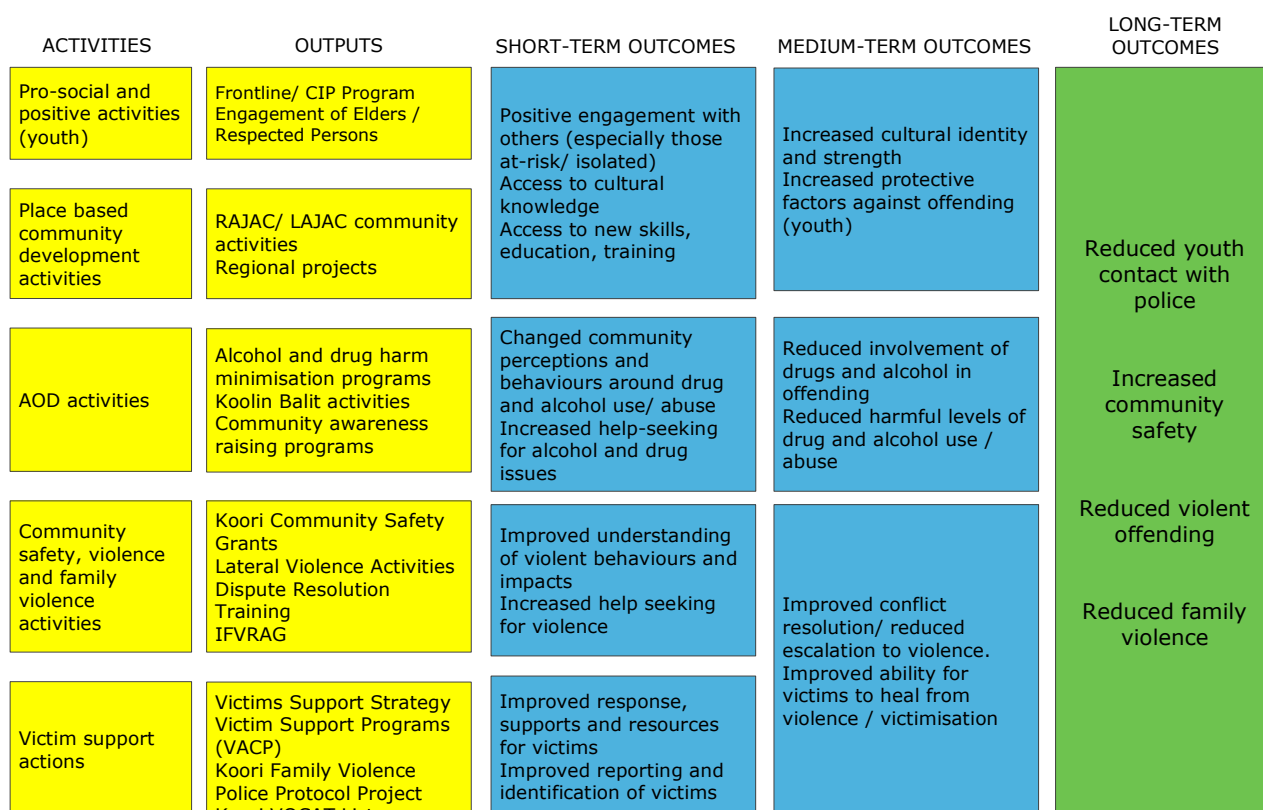 ACTIVITIES
OUTPUTS
SHORT-TERM OUTCOMES
MEDIUM-TERM OUTCOMES
LONG-TERM
OUTCOMES
Pro-social and
positive activities
(youth)
Frontline/ CIP Program
Engagement of Elders /
Respected Persons
Positive engagement with
others (especially those
at-risk/ isolated)
Access to cultural
knowledge
Access to new skills,
education, training
Increased cultural identity
and strength
Increased protective
factors against offending
(youth)
Place based
community
development
activities
RAJAC/ LAJAC community
activities
Regional projects
AOD activities
Alcohol and drug harm
minimisation programs
Koolin Balit activities
Community awareness
raising programs
Changed community
perceptions and
behaviours around drug
and alcohol use/ abuse
Increased help-seeking
for alcohol and drug
issues
Reduced involvement of
drugs and alcohol in
offending
Reduced harmful levels of
drug and alcohol use /
abuse
Community
safety, violence
and family
violence
activities
Koori Community Safety
Grants
Lateral Violence Activities
Dispute Resolution
Training
IFVRAG
Improved understanding
of violent behaviours and
impacts
Increased help seeking
for violence
Improved conflict
resolution/ reduced
escalation to violence.
Improved ability for
victims to heal from
violence / victimisation
Victim support
actions
Victims Support Strategy
Victim Support Programs
(VACP)
Koori Family Violence
Police Protocol Project
Improved response,
supports and resources
for victims
Improved reporting and
identification of victims
Reduced youth
contact with
police
Increased
community
safety
Reduced violent
offending
Reduced family
violence